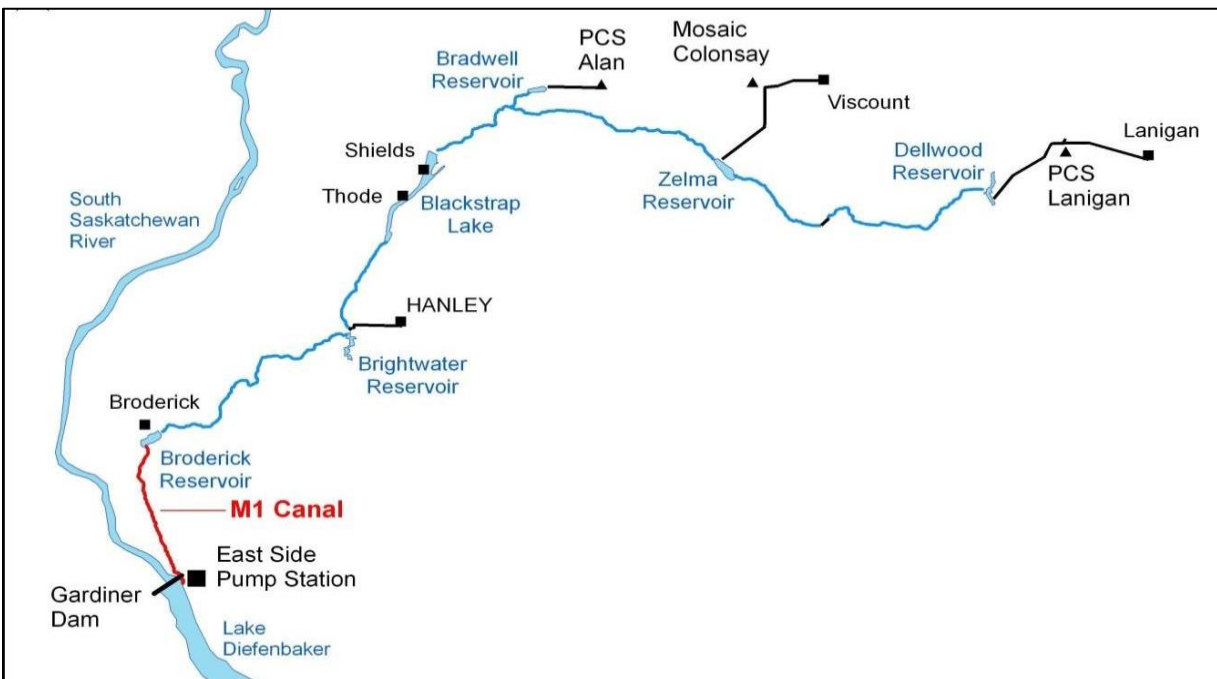 PCS
Alan
Mosaic
Colonsay
Bradwell
Reservoir
Viscount
Lanigan
Shields
Dellwood
Reservoir
Thode
Zelma
Reservoir
PCS
Lanigan
South
Saskatchewan
River
Blackstrap
Lake
HANLEY
Brightwater
Reservoir
Broderick
Broderick
Reservoir
M1 Canal
East Side
Pump Station
Gardiner
Dam
Lake
Diefenbaker